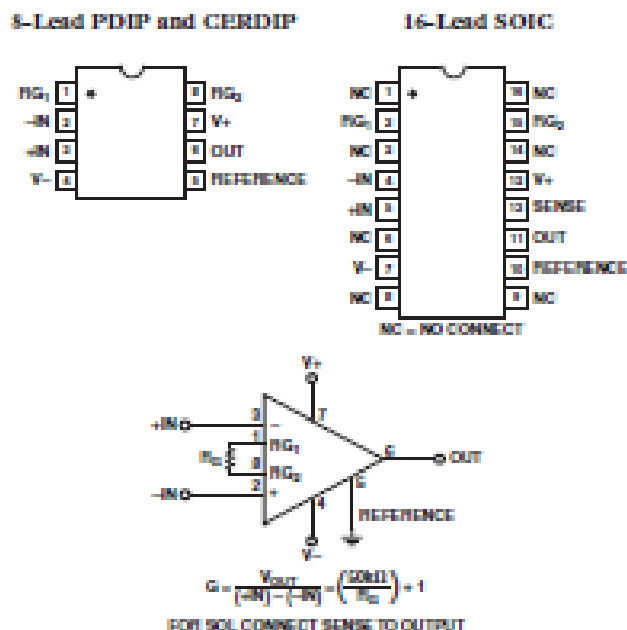 8-Lead PDIP and CERDIP
16-Lead SOIC
RG1 1
8 RG2
-IN 2
7 V+
+IN 3
6 OUT
V- 4
5 REFERENCE
NC 1
16 NC
RG1 2
15 RG2
NC 3
14 NC
-IN 4
13 V+
+IN 5
12 SENSE
NC 6
11 OUT
V- 7
10 REFERENCE
NC 8
9 NC
NC = NO CONNECT
V+
7
+IN
3
-
1
RG1
RG
8
RG2
-IN
2
+
6
OUT
5
REFERENCE
4
V-
G = VOUT / (+IN) - (-IN) = (50kΩ / RG) + 1
FOR SOL CONNECT SENSE TO OUTPUT